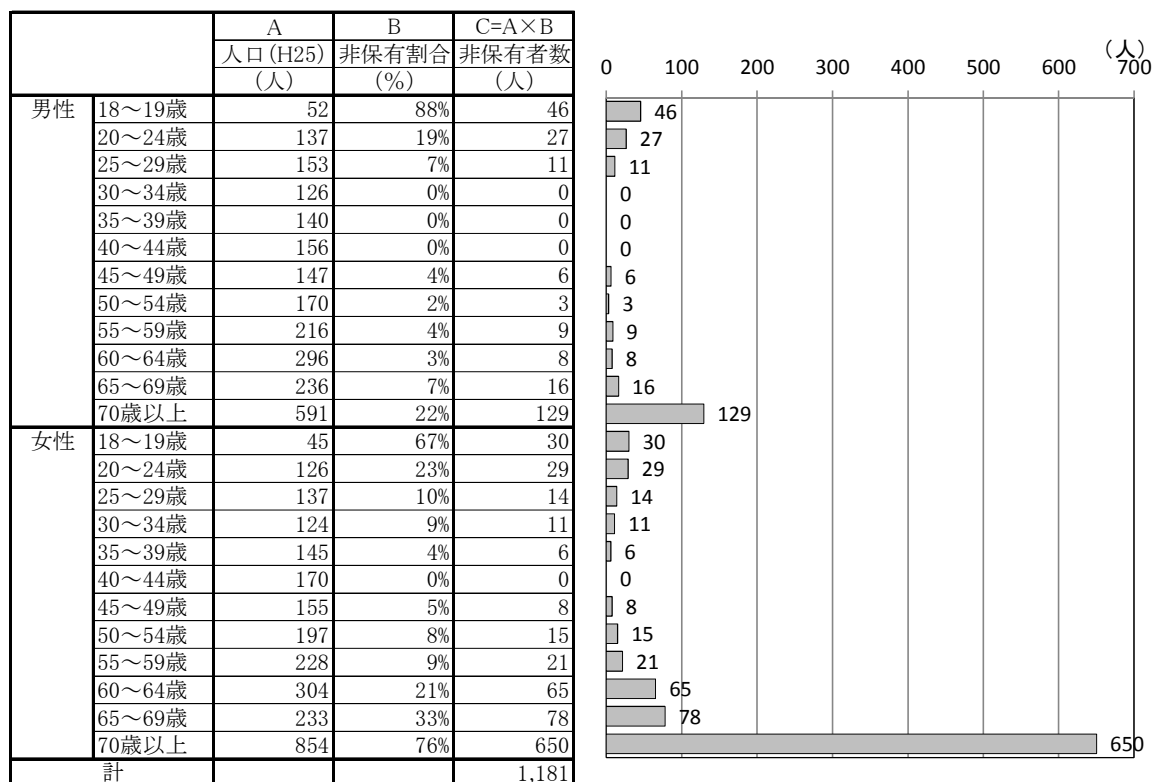 A B C=A×B
人口(H25) 非保有割合 非保有者数
(人) (%) (人)
男性 18～19歳 52 88% 46
20～24歳 137 19% 27
25～29歳 153 7% 11
30～34歳 126 0% 0
35～39歳 140 0% 0
40～44歳 156 0% 0
45～49歳 147 4% 6
50～54歳 170 2% 3
55～59歳 216 4% 9
60～64歳 296 3% 8
65～69歳 236 7% 16
70歳以上 591 22% 129
女性 18～19歳 45 67% 30
20～24歳 126 23% 29
25～29歳 137 10% 14
30～34歳 124 9% 11
35～39歳 145 4% 6
40～44歳 170 0% 0
45～49歳 155 5% 8
50～54歳 197 8% 15
55～59歳 228 9% 21
60～64歳 304 21% 65
65～69歳 233 33% 78
70歳以上 854 76% 650
計 1,181
(人)
0 100 200 300 400 500 600 700
46
27
11
0
0
0
6
3
9
8
16
129
30
29
14
11
6
0
8
15
21
65
78
650